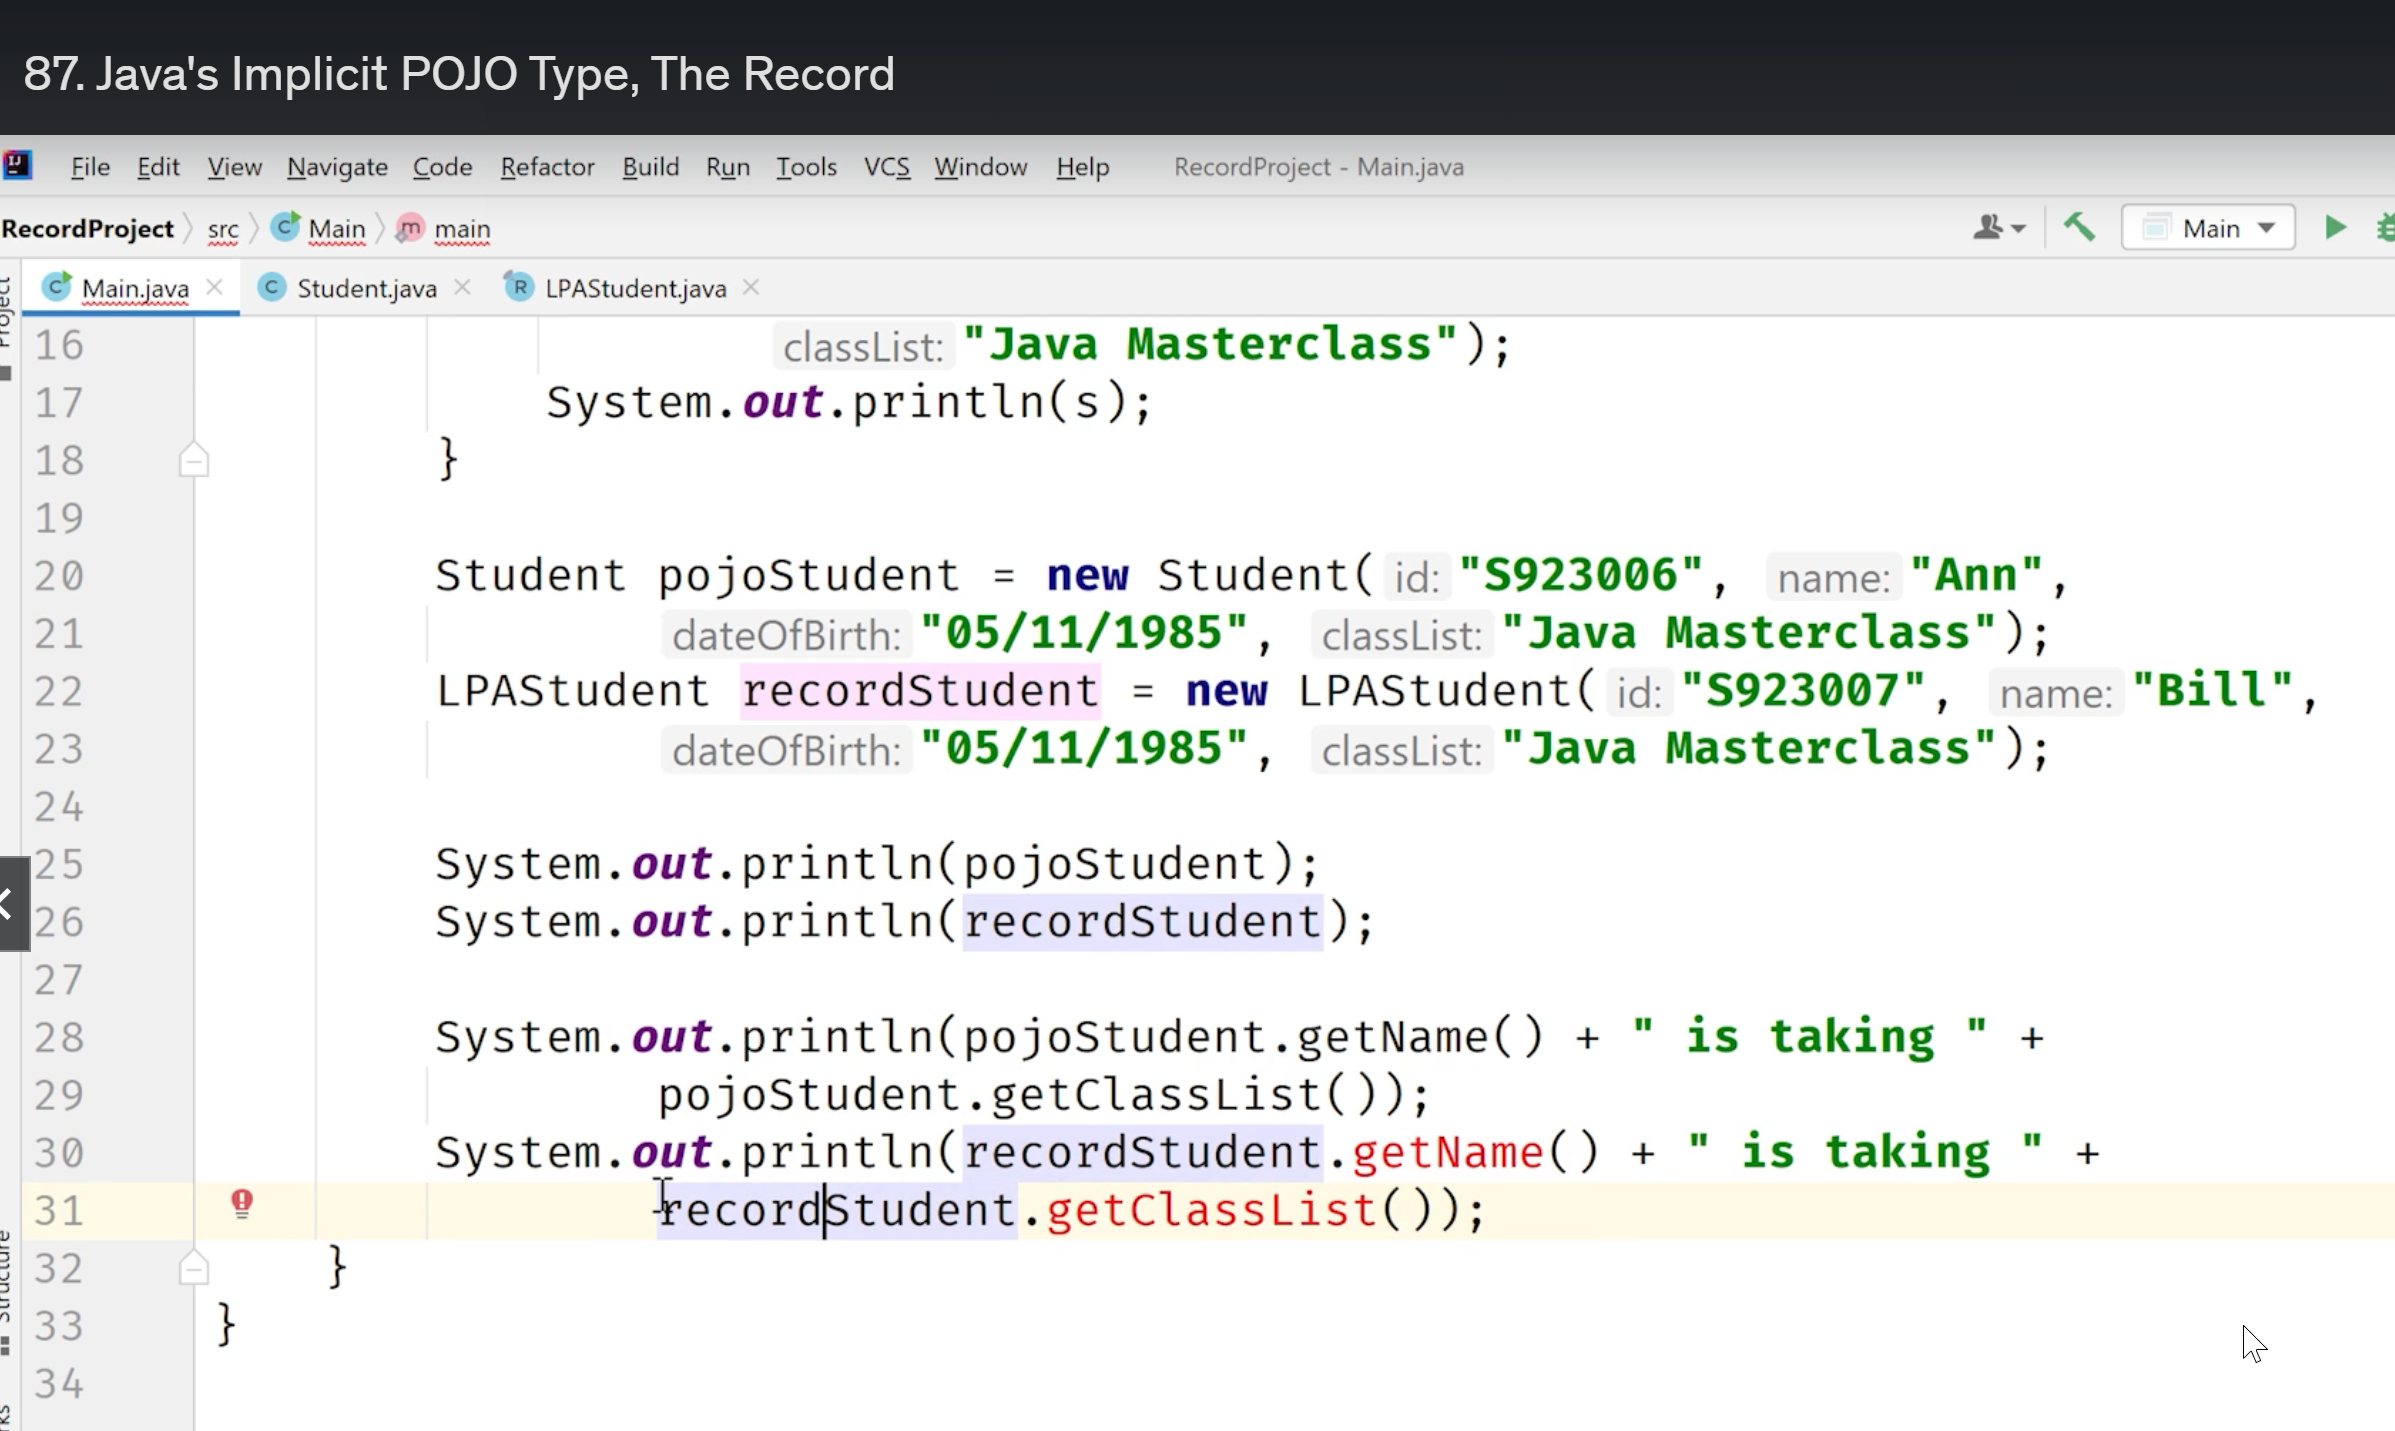 87. Java's Implicit POJO Type, The Record
File Edit View Navigate Code Refactor Build Run Tools VCS Window Help RecordProject - Main.java
RecordProject src Main main Main
Main.java Student.java LPAStudent.java
Project
16 classList: "Java Masterclass");
17 System.out.println(s);
18 }
19
20 Student pojoStudent = new Student( id: "S923006", name: "Ann",
21 dateOfBirth: "05/11/1985", classList: "Java Masterclass");
22 LPAStudent recordStudent = new LPAStudent( id: "S923007", name: "Bill",
23 dateOfBirth: "05/11/1985", classList: "Java Masterclass");
24
25 System.out.println(pojoStudent);
26 System.out.println(recordStudent);
27
28 System.out.println(pojoStudent.getName() + " is taking " +
29 pojoStudent.getClassList());
30 System.out.println(recordStudent.getName() + " is taking " +
31 recordStudent.getClassList());
32 }
33 }
34
Structure